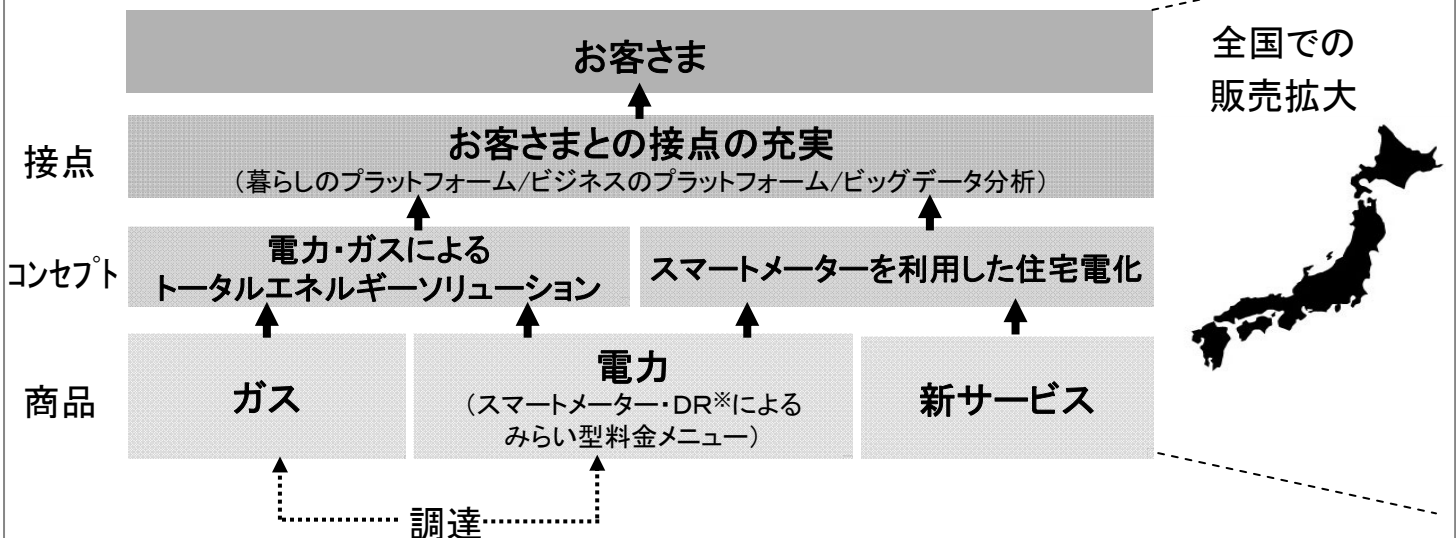 お客さま
全国での
販売拡大
接点
お客さまとの接点の充実
(暮らしのプラットフォーム/ビジネスのプラットフォーム/ビッグデータ分析)
コンセプト
電力・ガスによる
トータルエネルギーソリューション
スマートメーターを利用した住宅電化
商品
ガス
電力
(スマートメーター・DR※による
みらい型料金メニュー)
新サービス
調達